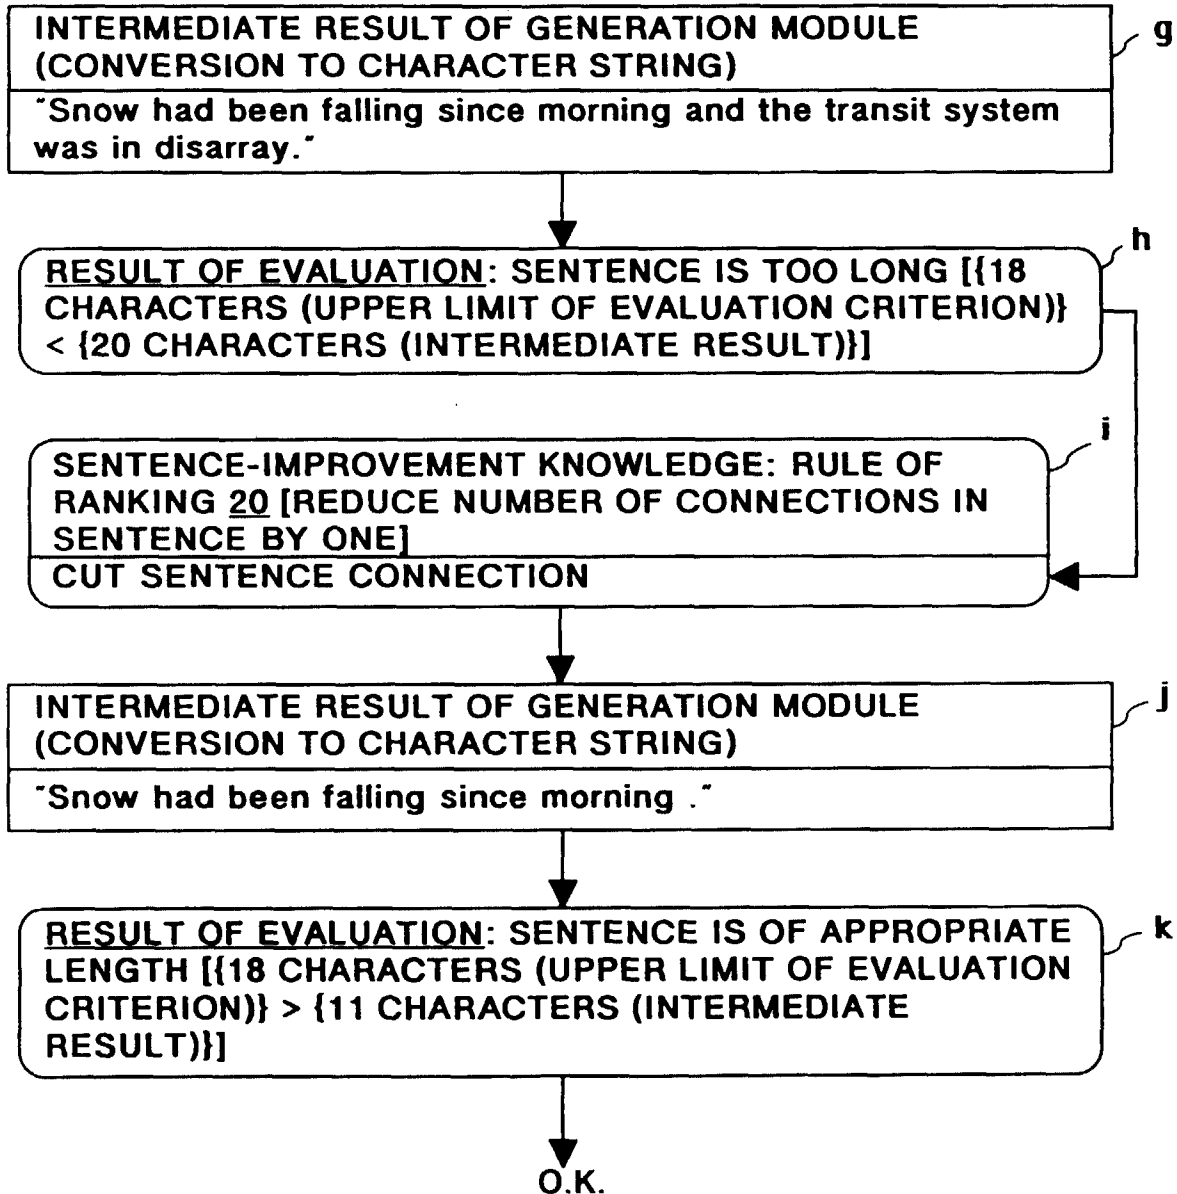 INTERMEDIATE RESULT OF GENERATION MODULE
(CONVERSION TO CHARACTER STRING)
g
"Snow had been falling since morning and the transit system
was in disarray."
h
RESULT OF EVALUATION: SENTENCE IS TOO LONG [{18
CHARACTERS (UPPER LIMIT OF EVALUATION CRITERION)}
< {20 CHARACTERS (INTERMEDIATE RESULT)}]
i
SENTENCE-IMPROVEMENT KNOWLEDGE: RULE OF
RANKING 20 [REDUCE NUMBER OF CONNECTIONS IN
SENTENCE BY ONE]
CUT SENTENCE CONNECTION
INTERMEDIATE RESULT OF GENERATION MODULE
(CONVERSION TO CHARACTER STRING)
j
"Snow had been falling since morning ."
RESULT OF EVALUATION: SENTENCE IS OF APPROPRIATE
LENGTH [{18 CHARACTERS (UPPER LIMIT OF EVALUATION
CRITERION)} > {11 CHARACTERS (INTERMEDIATE
RESULT)}]
k
O.K.